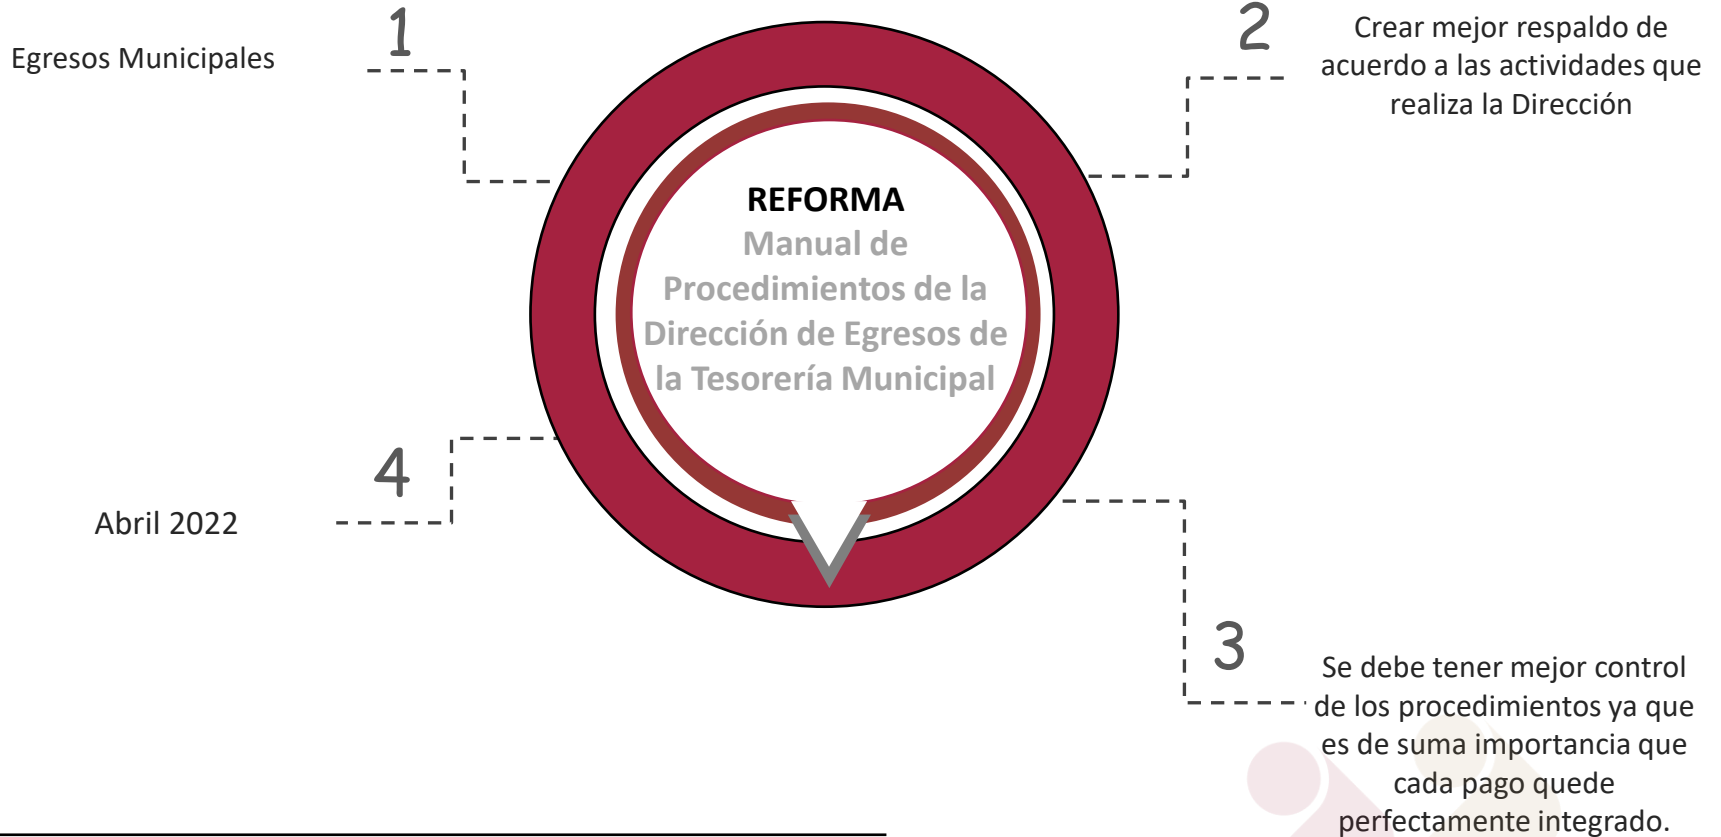 1
Egresos Municipales
2
Crear mejor respaldo de
acuerdo a las actividades que
realiza la Dirección
REFORMA
Manual de
Procedimientos de la
Dirección de Egresos de
la Tesorería Municipal
4
Abril 2022
3
Se debe tener mejor control
de los procedimientos ya que
es de suma importancia que
cada pago quede
perfectamente integrado.